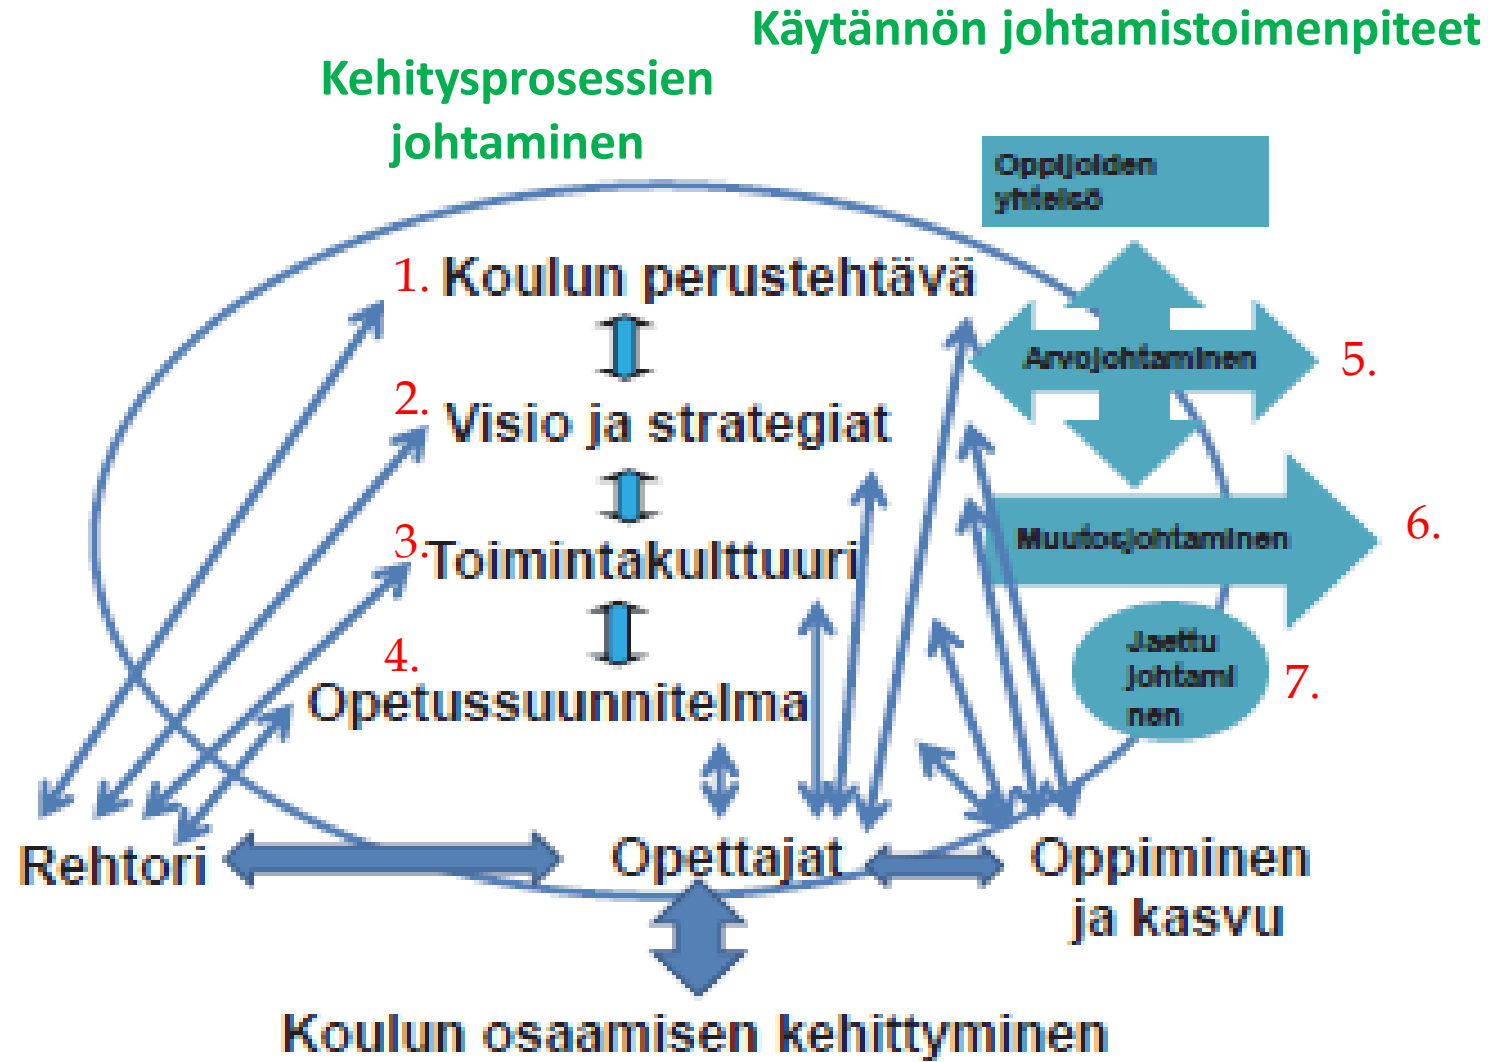 Käytännön johtamistoimenpiteet
Kehitysprosessien
johtaminen
Oppijoiden
yhteisö
1. Koulun perustehtävä
Arvojohtaminen 5.
2. Visio ja strategiat
3. Toimintakulttuuri
Muutosjohtaminen 6.
4. Opetussuunnitelma
Jaettu
johtami
nen
7.
Rehtori
Opettajat
Oppiminen
ja kasvu
Koulun osaamisen kehittyminen